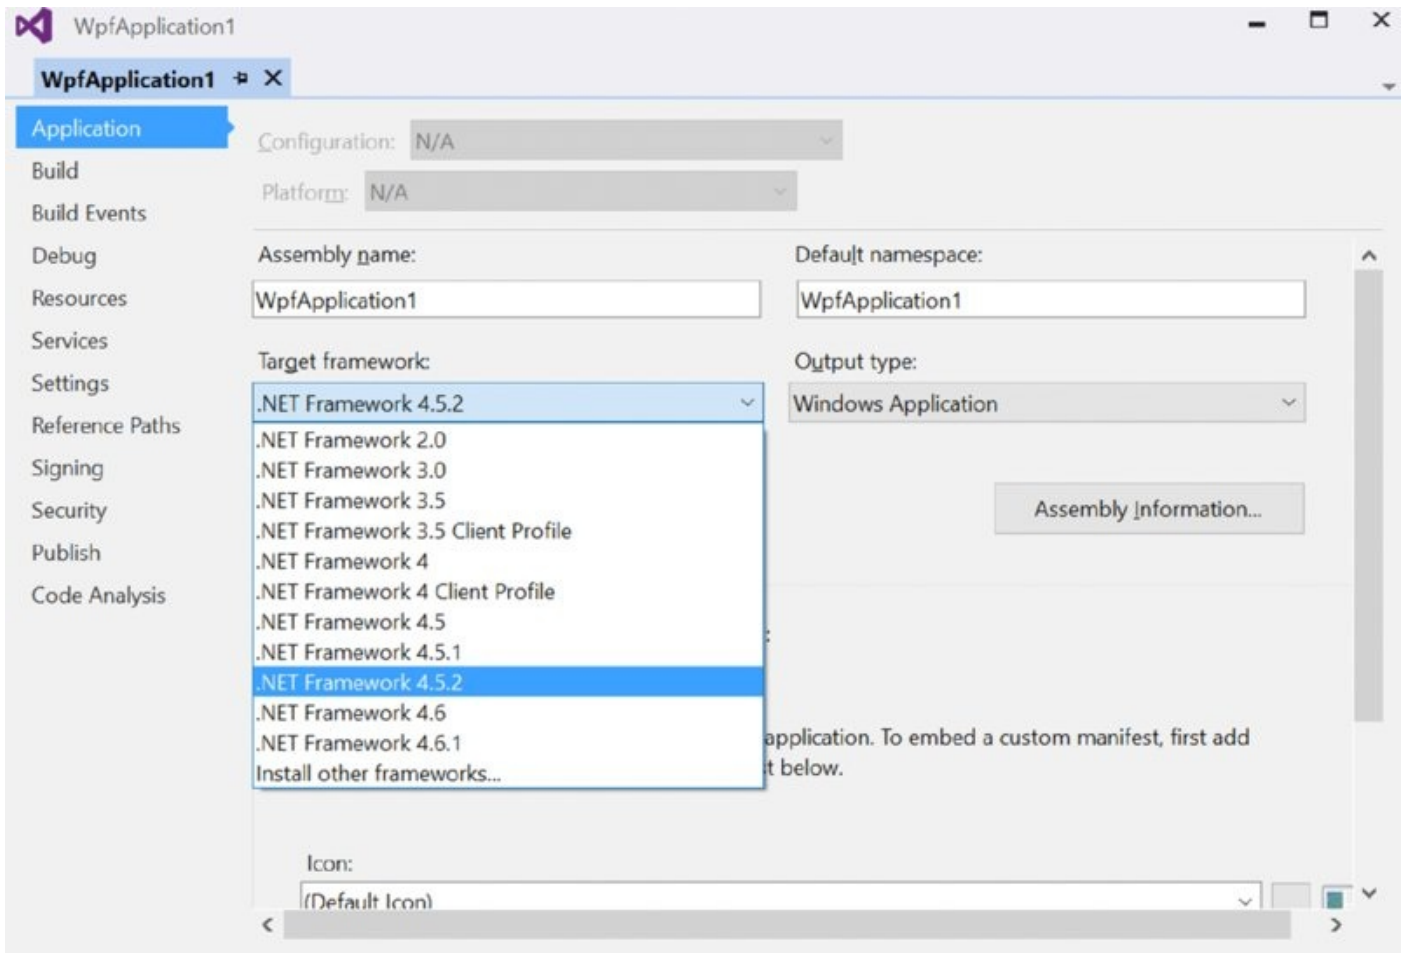 WpfApplication1
WpfApplication1
Application
Build
Build Events
Debug
Resources
Services
Settings
Reference Paths
Signing
Security
Publish
Code Analysis
Configuration: N/A
Platform: N/A
Assembly name:
WpfApplication1
Default namespace:
WpfApplication1
Target framework:
.NET Framework 4.5.2
Output type:
Windows Application
.NET Framework 2.0
.NET Framework 3.0
.NET Framework 3.5
.NET Framework 3.5 Client Profile
.NET Framework 4
.NET Framework 4 Client Profile
.NET Framework 4.5
.NET Framework 4.5.1
.NET Framework 4.5.2
.NET Framework 4.6
.NET Framework 4.6.1
Install other frameworks...
Assembly Information...
:
application. To embed a custom manifest, first add
t below.
Icon:
(Default Icon)